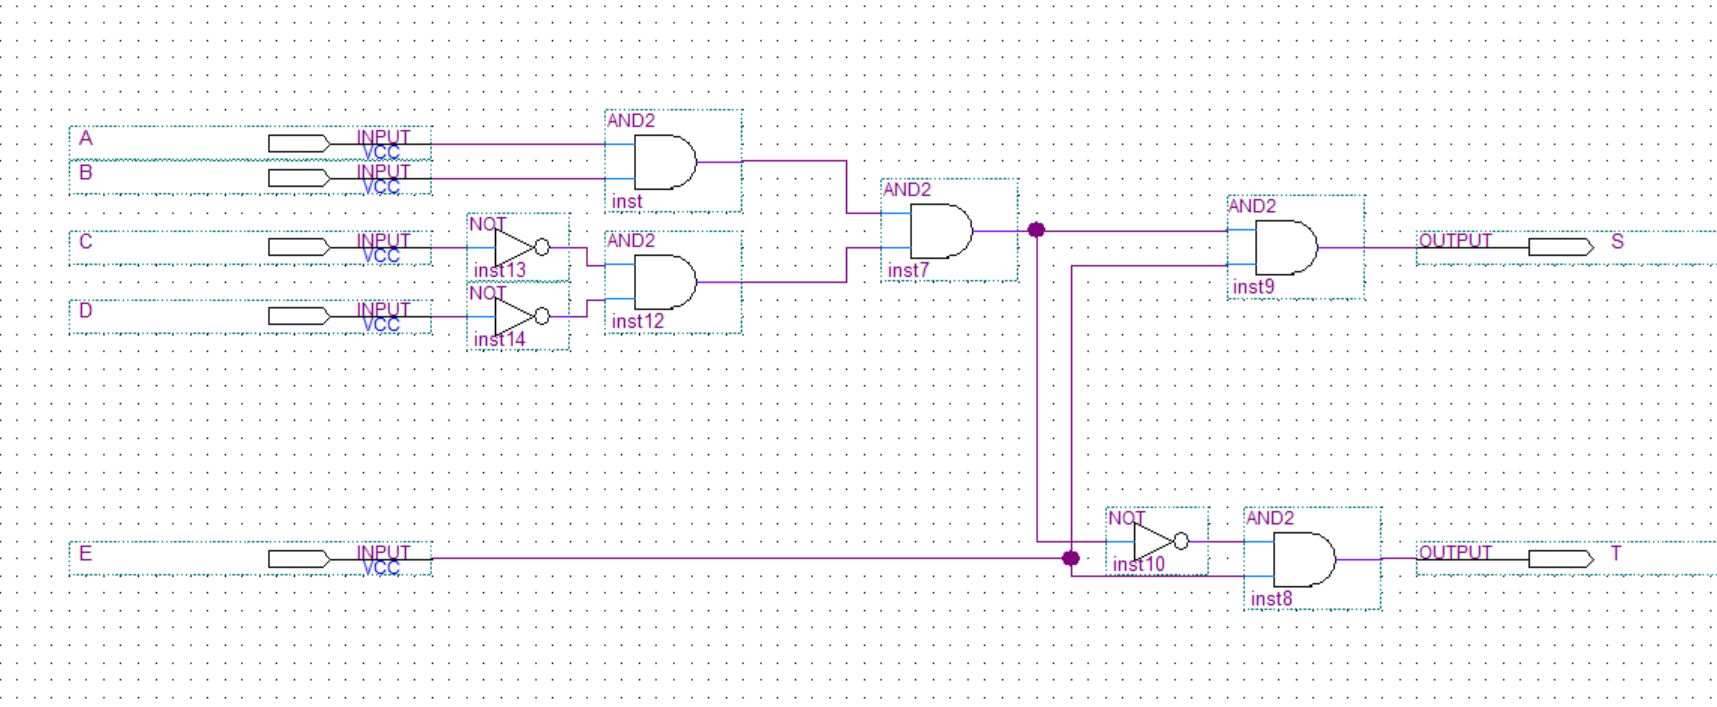 AND2
A INPUT
VCC
B INPUT
VCC
inst
AND2
NOT
AND2
AND2
C INPUT
VCC
OUTPUT S
inst13
inst7
inst9
NOT
D INPUT
VCC
inst12
inst14
NOT
AND2
E INPUT
VCC
OUTPUT T
inst10
inst8